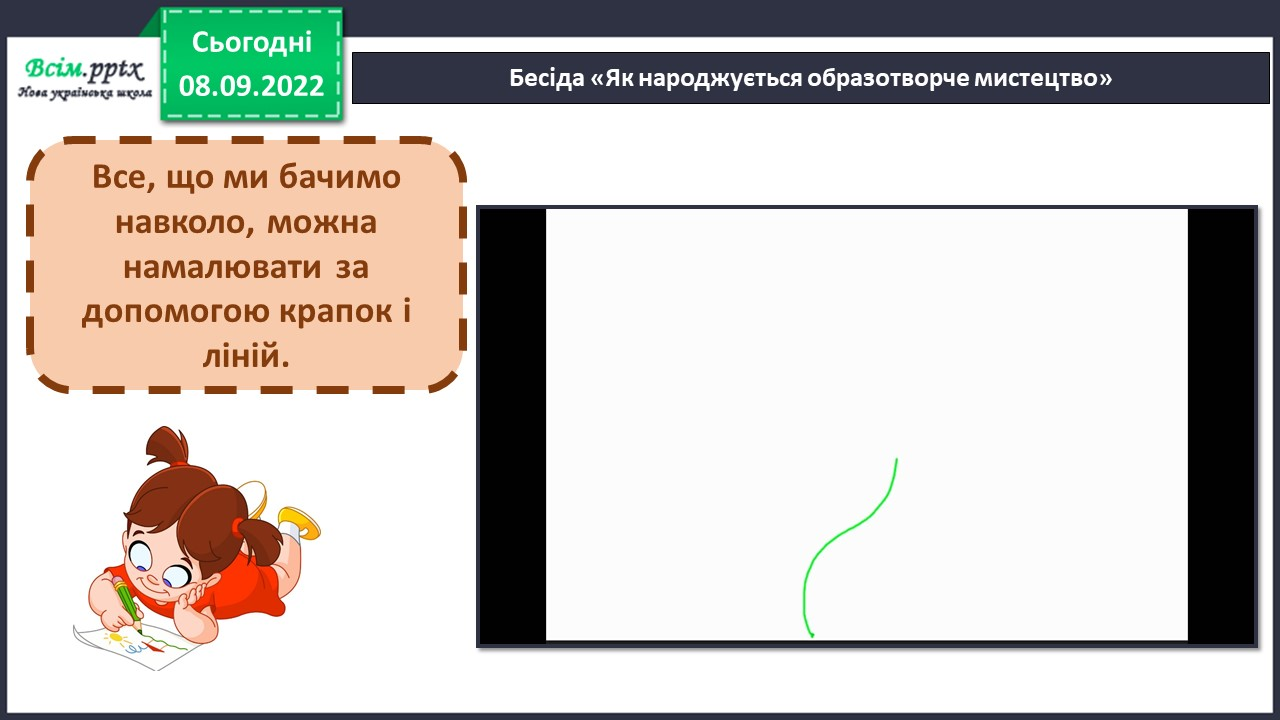 Всім.pptx
Нова українська школа
Сьогодні
08.09.2022
Бесіда «Як народжується образотворче мистецтво»
Все, що ми бачимо
навколо, можна
намалювати за
допомогою крапок і
ліній.